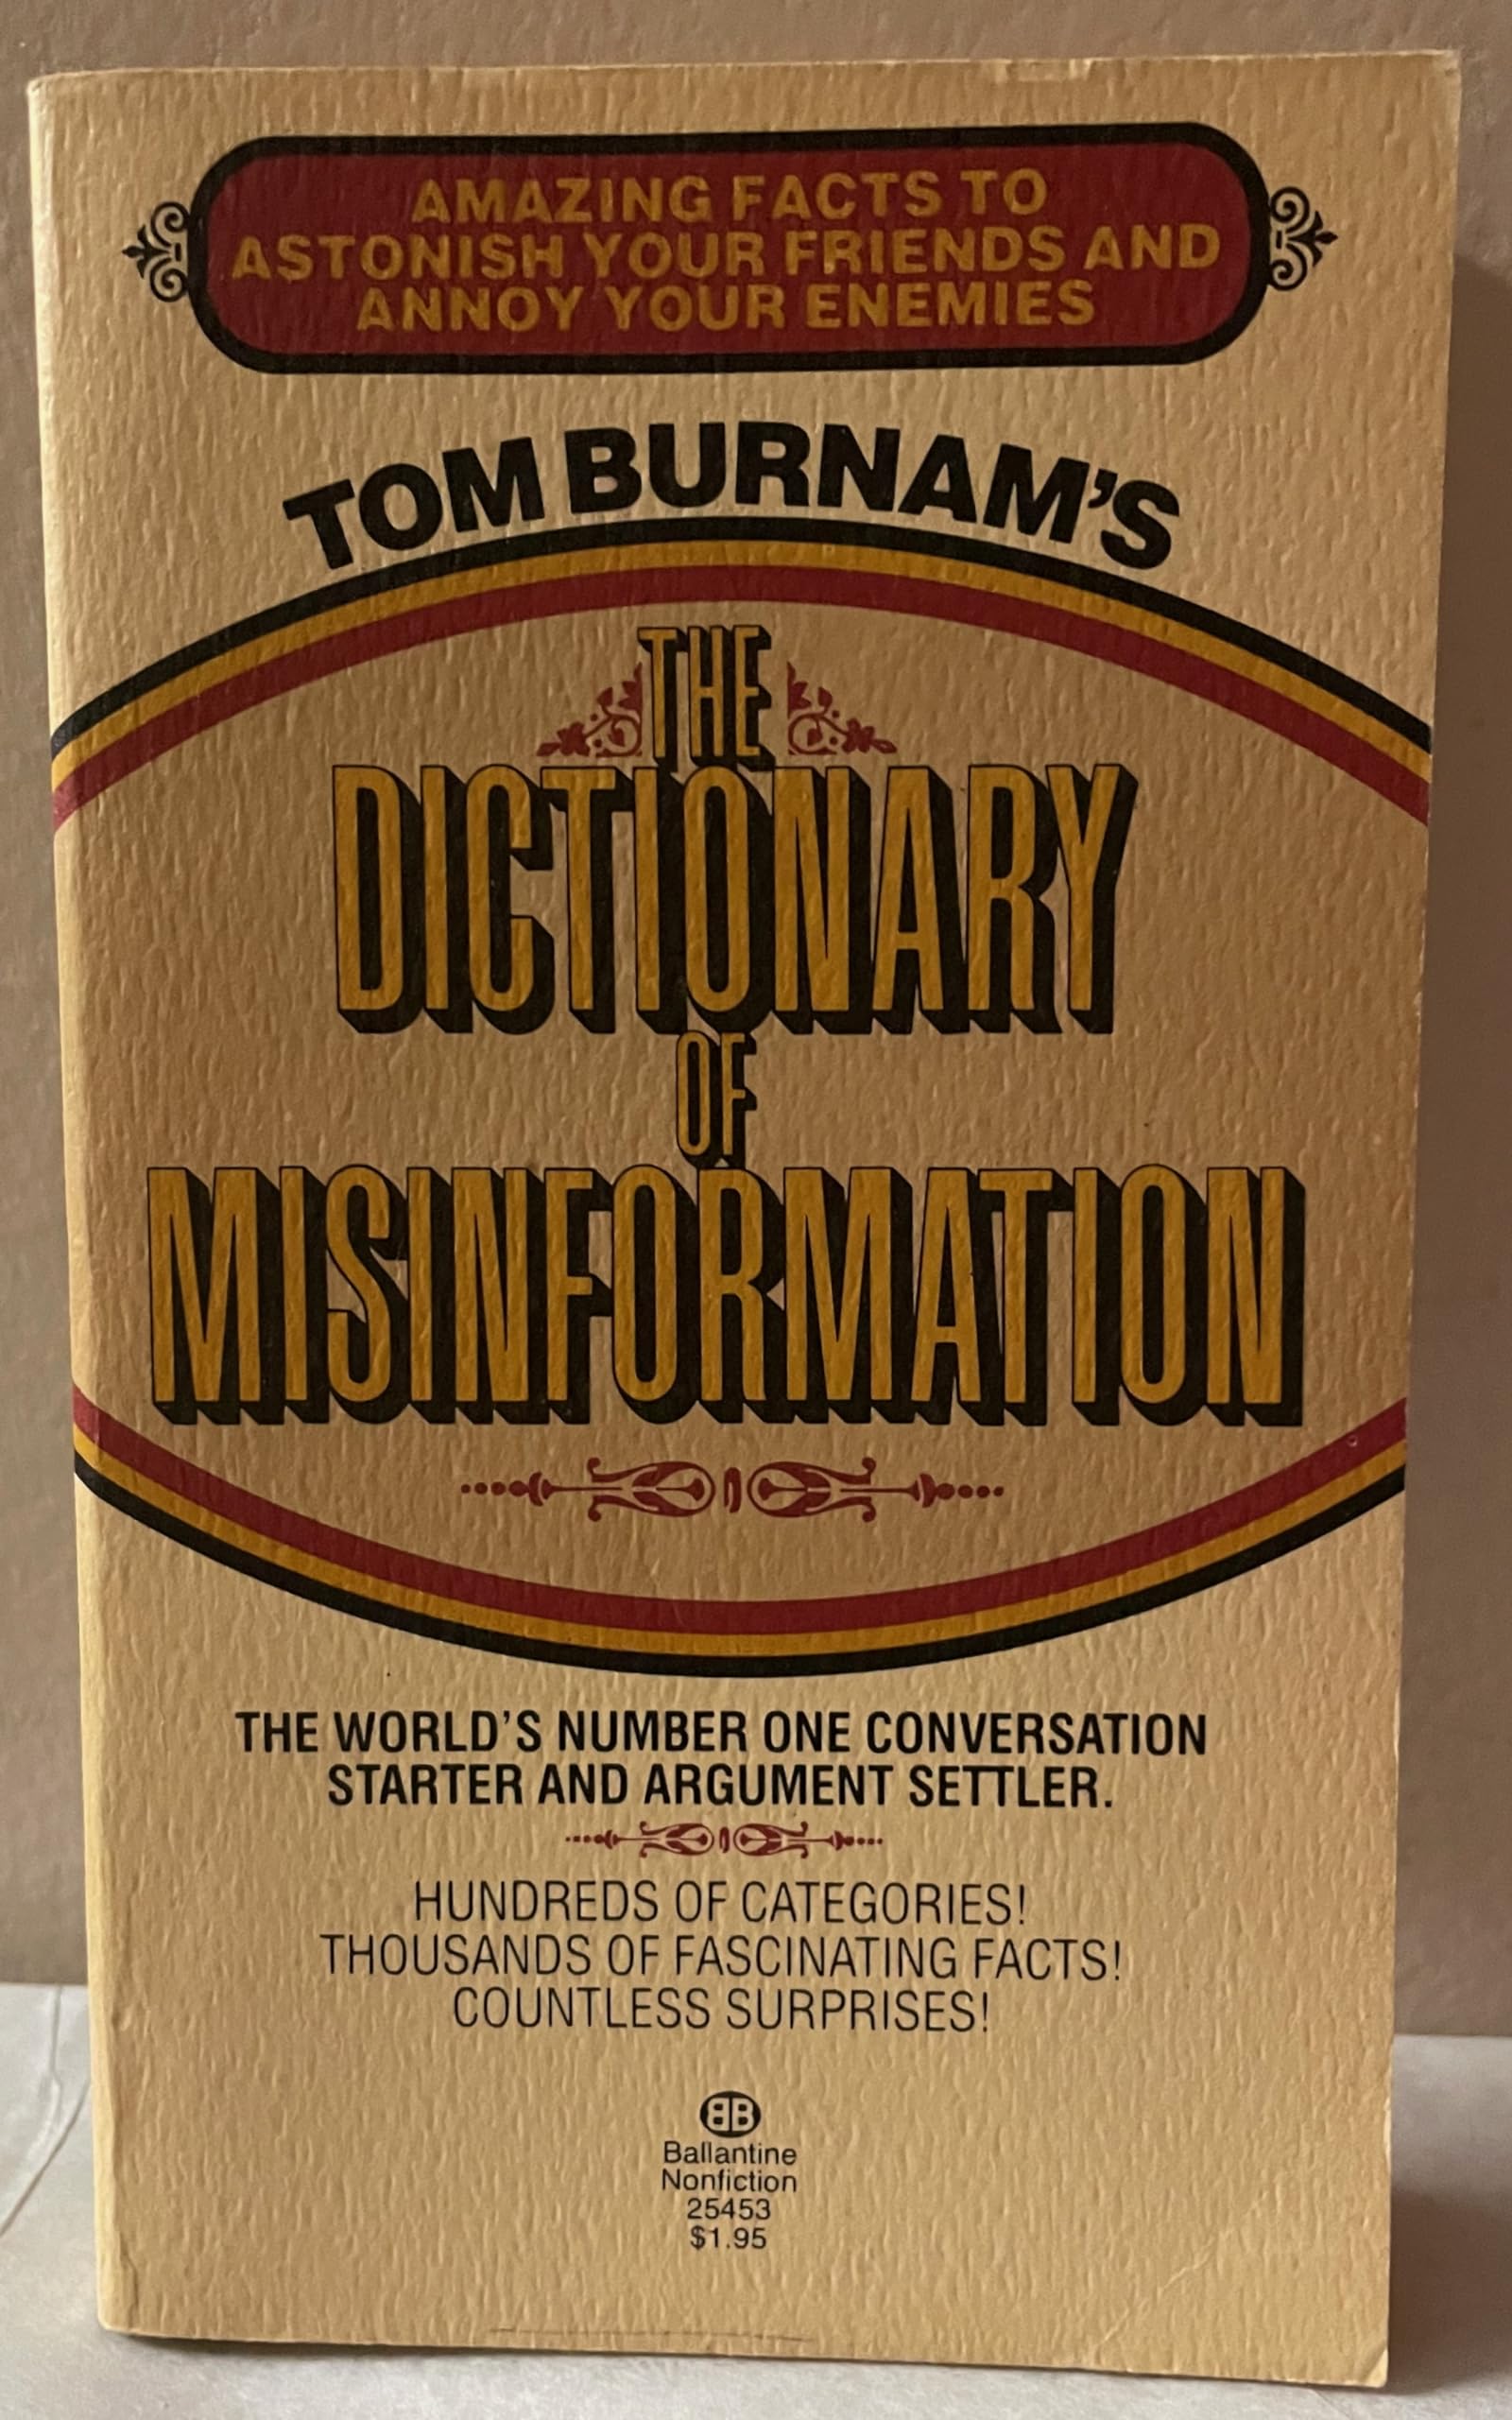 AMAZING FACTS TO
ASTONISH YOUR FRIENDS AND
ANNOY YOUR ENEMIES
TOM BURNAM'S
THE
DICTIONARY
OF
MISINFORMATION
THE WORLD'S NUMBER ONE CONVERSATION
STARTER AND ARGUMENT SETTLER.
HUNDREDS OF CATEGORIES!
THOUSANDS OF FASCINATING FACTS!
COUNTLESS SURPRISES!
BB
Ballantine
Nonfiction
25453
$1.95